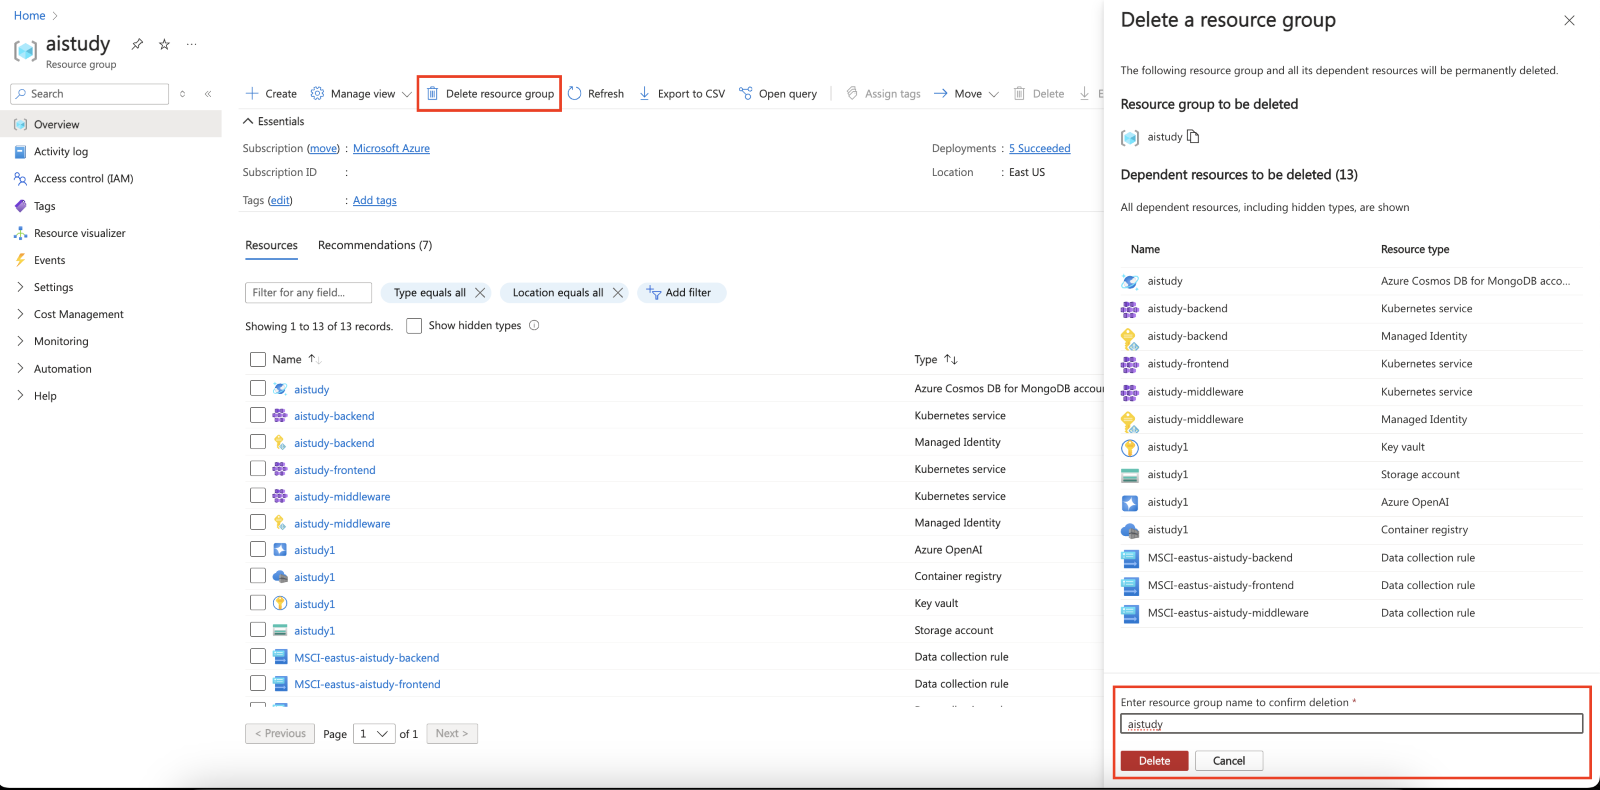 Home
aistudy
Resource group
Search
Overview
Activity log
Access control (IAM)
Tags
Resource visualizer
Events
Settings
Cost Management
Monitoring
Automation
Help
Create Manage view Delete resource group Refresh Export to CSV Open query Assign tags Move Delete
Essentials
Subscription (move) : Microsoft Azure
Subscription ID :
Tags (edit) : Add tags
Deployments : 5 Succeeded
Location : East US
Resources Recommendations (7)
Filter for any field... Type equals all Location equals all Add filter
Showing 1 to 13 of 13 records. Show hidden types
Name Type
aistudy Azure Cosmos DB for MongoDB accou
aistudy-backend Kubernetes service
aistudy-backend Managed Identity
aistudy-frontend Kubernetes service
aistudy-middleware Kubernetes service
aistudy-middleware Managed Identity
aistudy1 Azure OpenAI
aistudy1 Container registry
aistudy1 Key vault
aistudy1 Storage account
MSCI-eastus-aistudy-backend Data collection rule
MSCI-eastus-aistudy-frontend Data collection rule
< Previous Page 1 of 1 Next >
Delete a resource group
The following resource group and all its dependent resources will be permanently deleted.
Resource group to be deleted
aistudy
Dependent resources to be deleted (13)
All dependent resources, including hidden types, are shown
Name Resource type
aistudy Azure Cosmos DB for MongoDB acco...
aistudy-backend Kubernetes service
aistudy-backend Managed Identity
aistudy-frontend Kubernetes service
aistudy-middleware Kubernetes service
aistudy-middleware Managed Identity
aistudy1 Key vault
aistudy1 Storage account
aistudy1 Azure OpenAI
aistudy1 Container registry
MSCI-eastus-aistudy-backend Data collection rule
MSCI-eastus-aistudy-frontend Data collection rule
MSCI-eastus-aistudy-middleware Data collection rule
Enter resource group name to confirm deletion *
aistudy
Delete Cancel